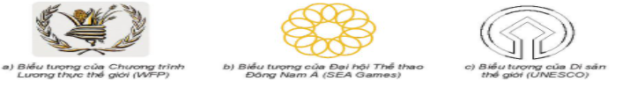 a) Biểu tượng của Chương trình
Lương thực thế giới (WFP)
b) Biểu tượng của Đại hội Thể thao
Đông Nam Á (SEA Games)
c) Biểu tượng của Di sản
thế giới (UNESCO)